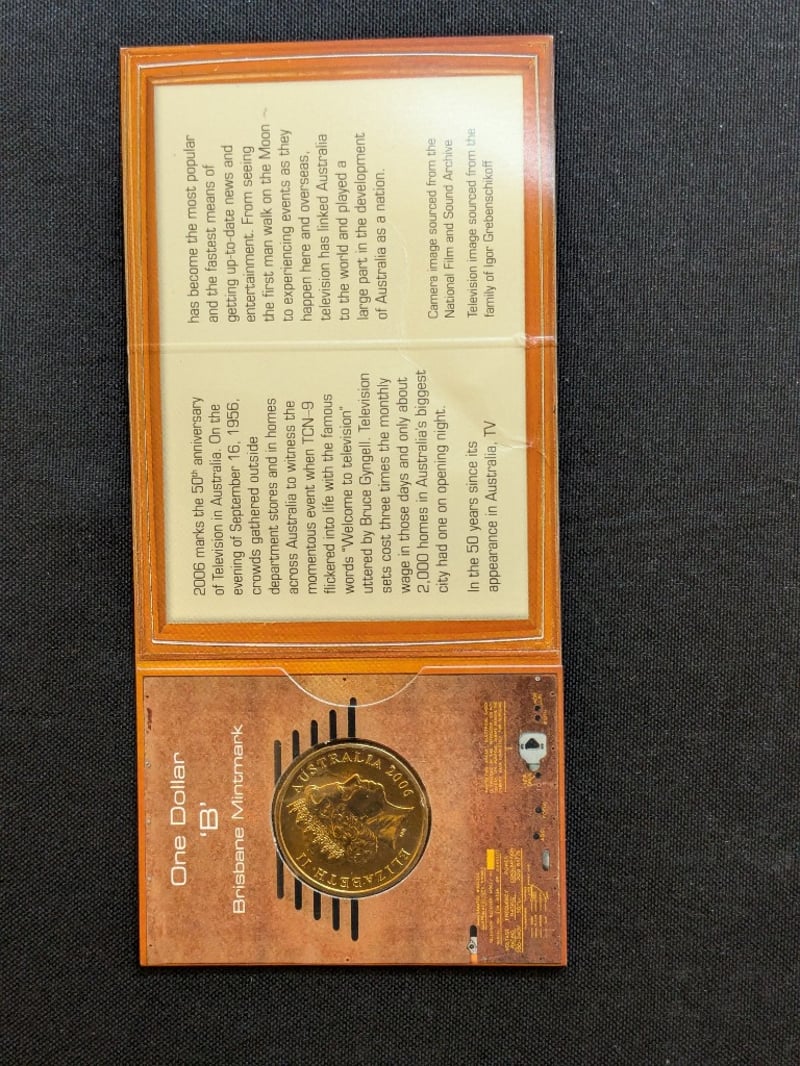 One Dollar
'B'
Brisbane Mintmark
ELIZABETH II AUSTRALIA 2006
2006 marks the 50th anniversary
of Television in Australia. On the
evening of September 16, 1956,
crowds gathered outside
department stores and in homes
across Australia to witness the
momentous event when TCN–9
flickered into life with the famous
words "Welcome to television"
uttered by Bruce Gyngell. Television
sets cost three times the monthly
wage in those days and only about
2,000 homes in Australia's biggest
city had one on opening night.
In the 50 years since its
appearance in Australia, TV
has become the most popular
and the fastest means of
getting up-to-date news and
entertainment. From seeing
the first man walk on the Moon
to experiencing events as they
happen here and overseas,
television has linked Australia
to the world and played a
large part in the development
of Australia as a nation.
Camera image sourced from the
National Film and Sound Archive
Television image sourced from the
family of Igor Grebenschikoff